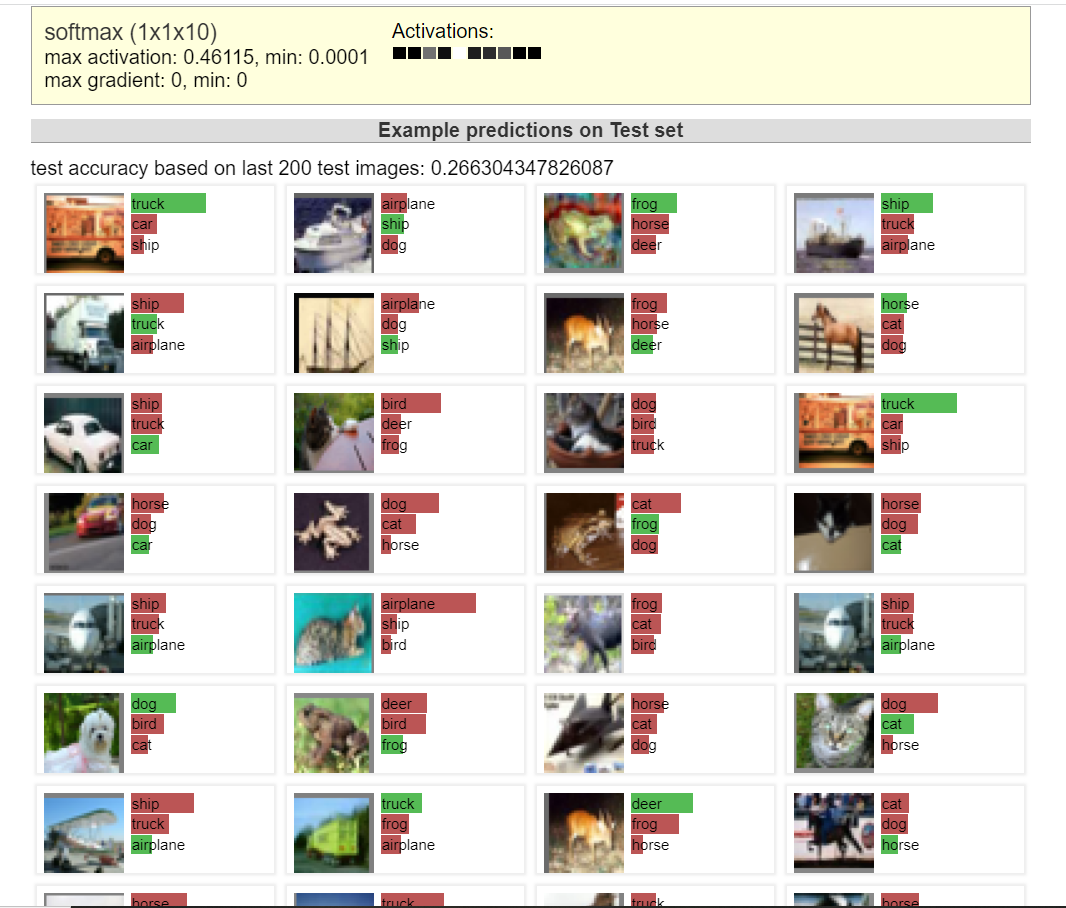 softmax (1x1x10)
Activations:
max activation: 0.46115, min: 0.0001
max gradient: 0, min: 0
Example predictions on Test set
test accuracy based on last 200 test images: 0.266304347826087
truck
car
ship
airplane
ship
dog
frog
horse
deer
ship
truck
airplane
ship
truck
airplane
airplane
dog
ship
frog
horse
deer
horse
cat
dog
ship
truck
car
bird
deer
frog
dog
bird
truck
truck
car
ship
horse
dog
car
dog
cat
horse
cat
frog
dog
horse
dog
cat
ship
truck
airplane
airplane
ship
bird
frog
cat
bird
ship
truck
airplane
dog
bird
cat
deer
bird
frog
horse
cat
dog
dog
cat
horse
ship
truck
airplane
truck
frog
airplane
deer
frog
horse
cat
dog
horse
horse
truck
truck
horse